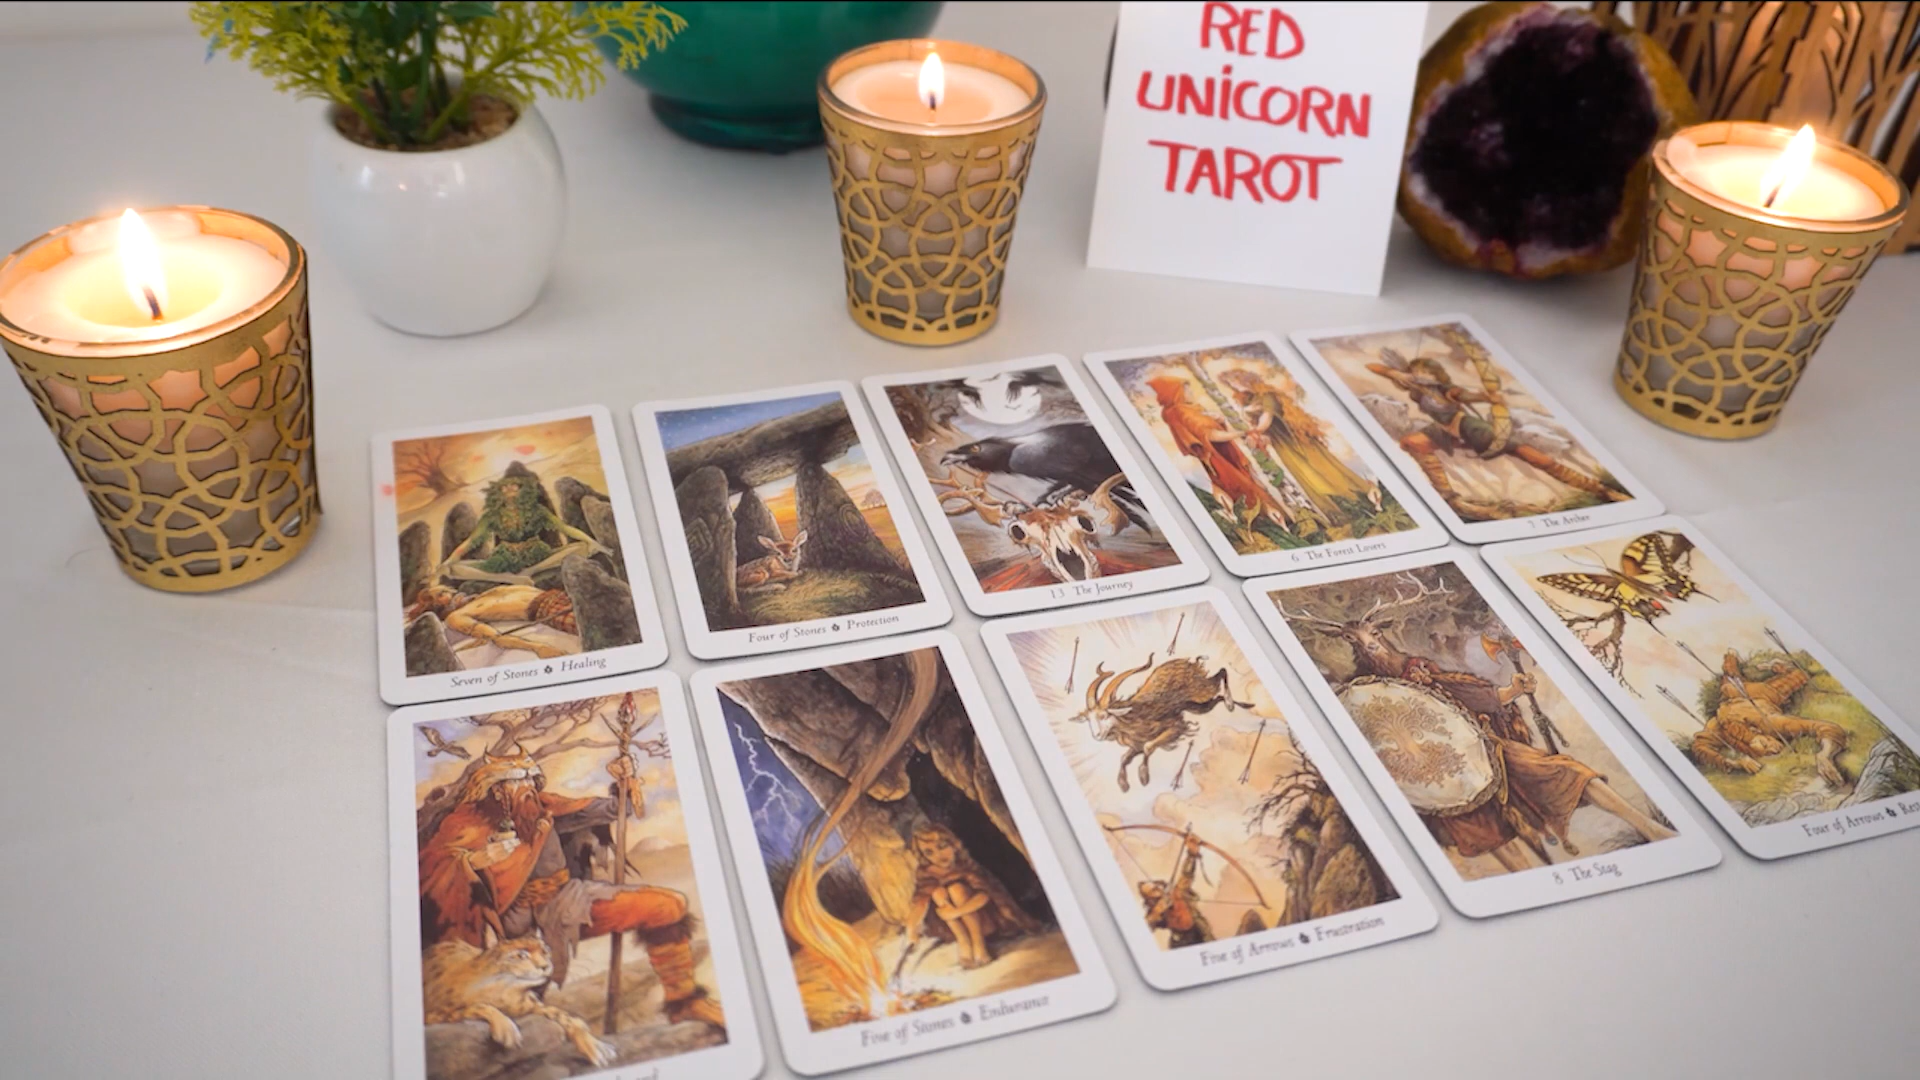 RED
UNiCORN
TAROT
7 The Archer
6 The Forest Lovers
13 The Journey
Four of Stones Protection
Seven of Stones Healing
Four of Arrows Rest
8 The Stag
Five of Arrows Frustration
Five of Stones Endurance